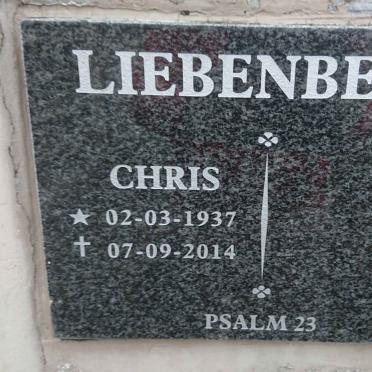 LIEBENBE
CHRIS
★ 02-03-1937
✝ 07-09-2014
PSALM 23